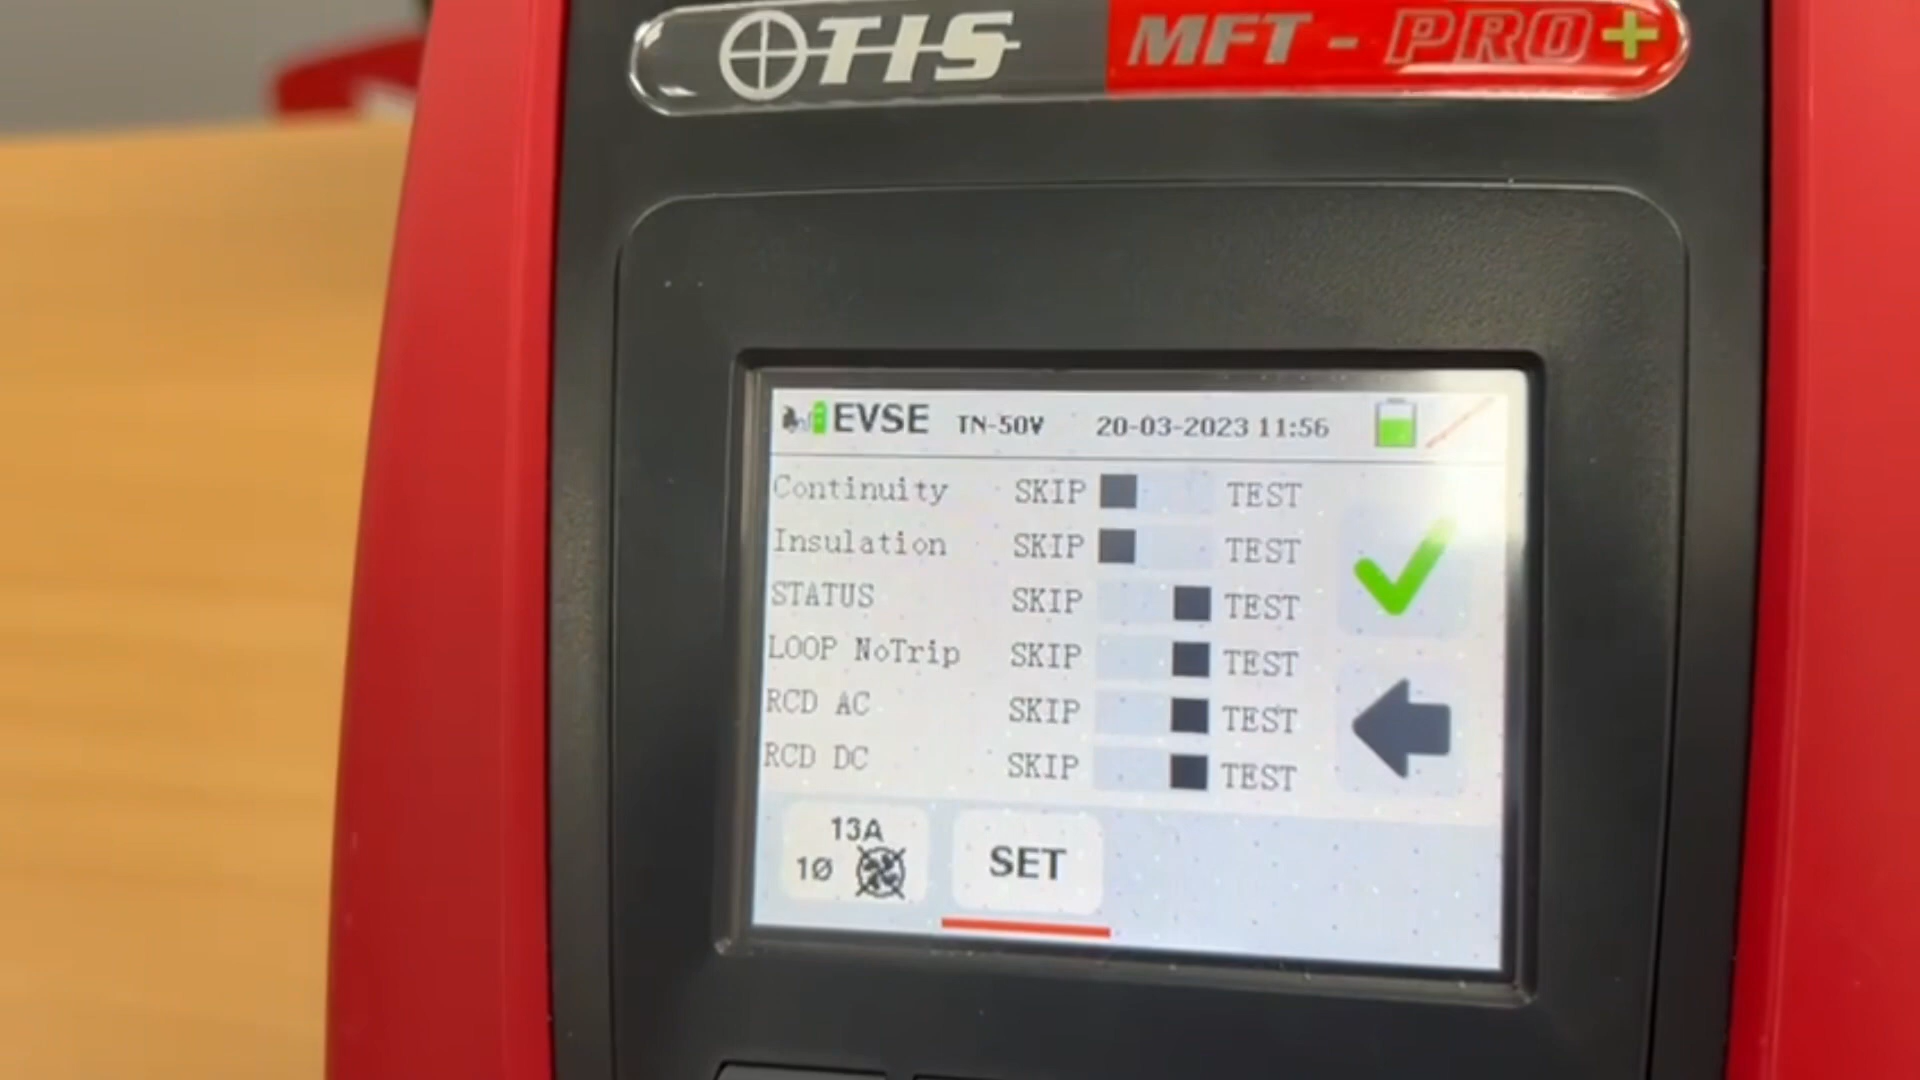 TIS MFT - PRO+
EVSE TN-50V 20-03-2023 11:56
Continuity SKIP TEST
Insulation SKIP TEST
STATUS SKIP TEST
LOOP NoTrip SKIP TEST
RCD AC SKIP TEST
RCD DC SKIP TEST
13A
1Ø
SET